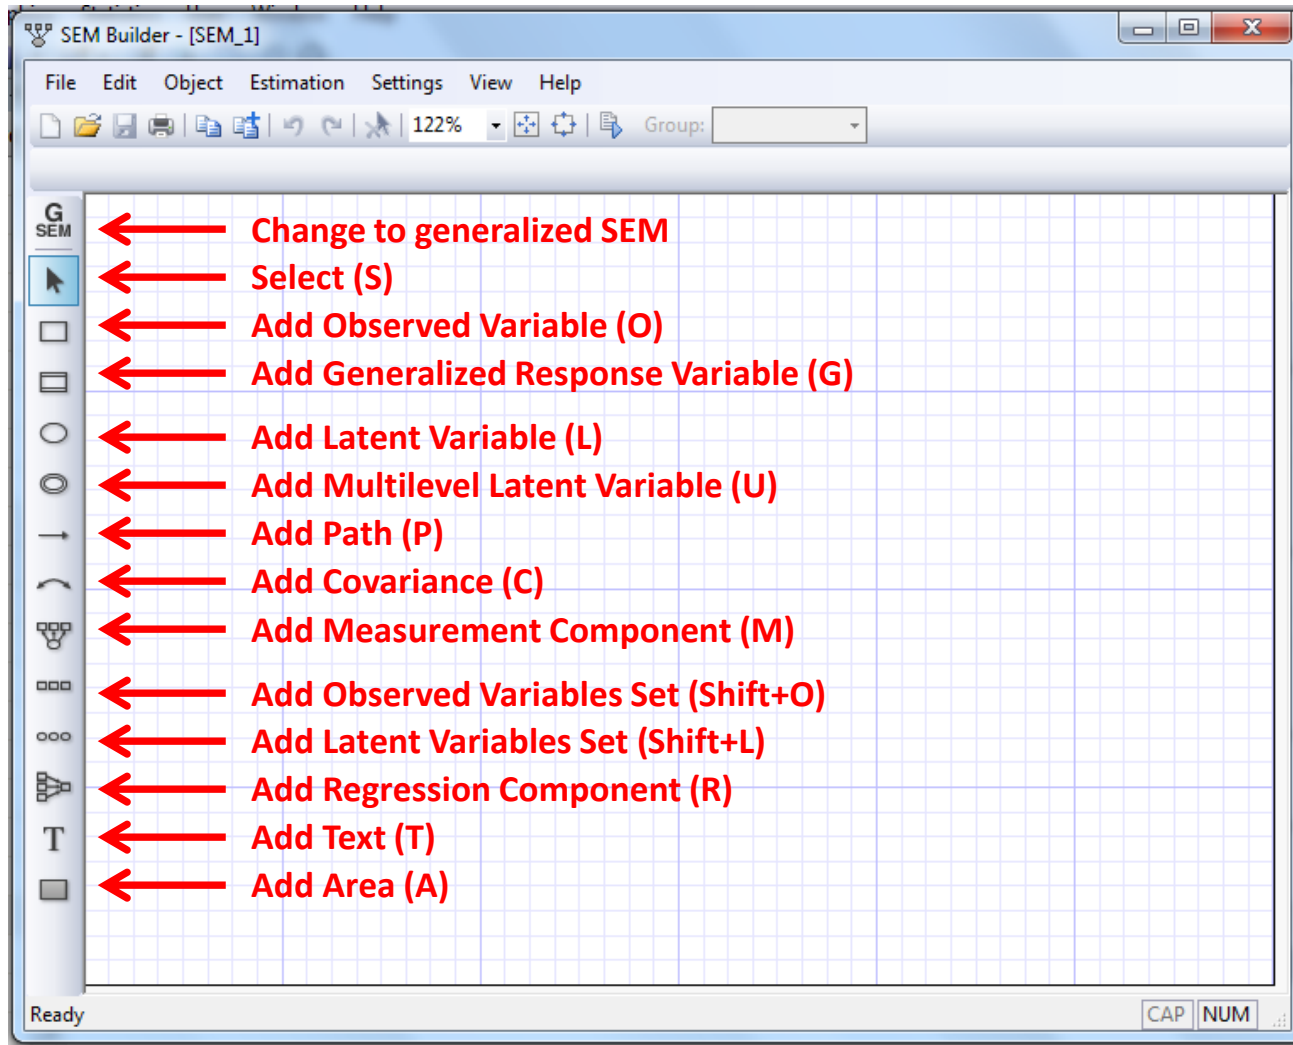 SEM Builder - [SEM_1]
File Edit Object Estimation Settings View Help
122% Group:
G
SEM
Change to generalized SEM
Select (S)
Add Observed Variable (O)
Add Generalized Response Variable (G)
Add Latent Variable (L)
Add Multilevel Latent Variable (U)
Add Path (P)
Add Covariance (C)
Add Measurement Component (M)
Add Observed Variables Set (Shift+O)
Add Latent Variables Set (Shift+L)
Add Regression Component (R)
T Add Text (T)
Add Area (A)
Ready CAP NUM